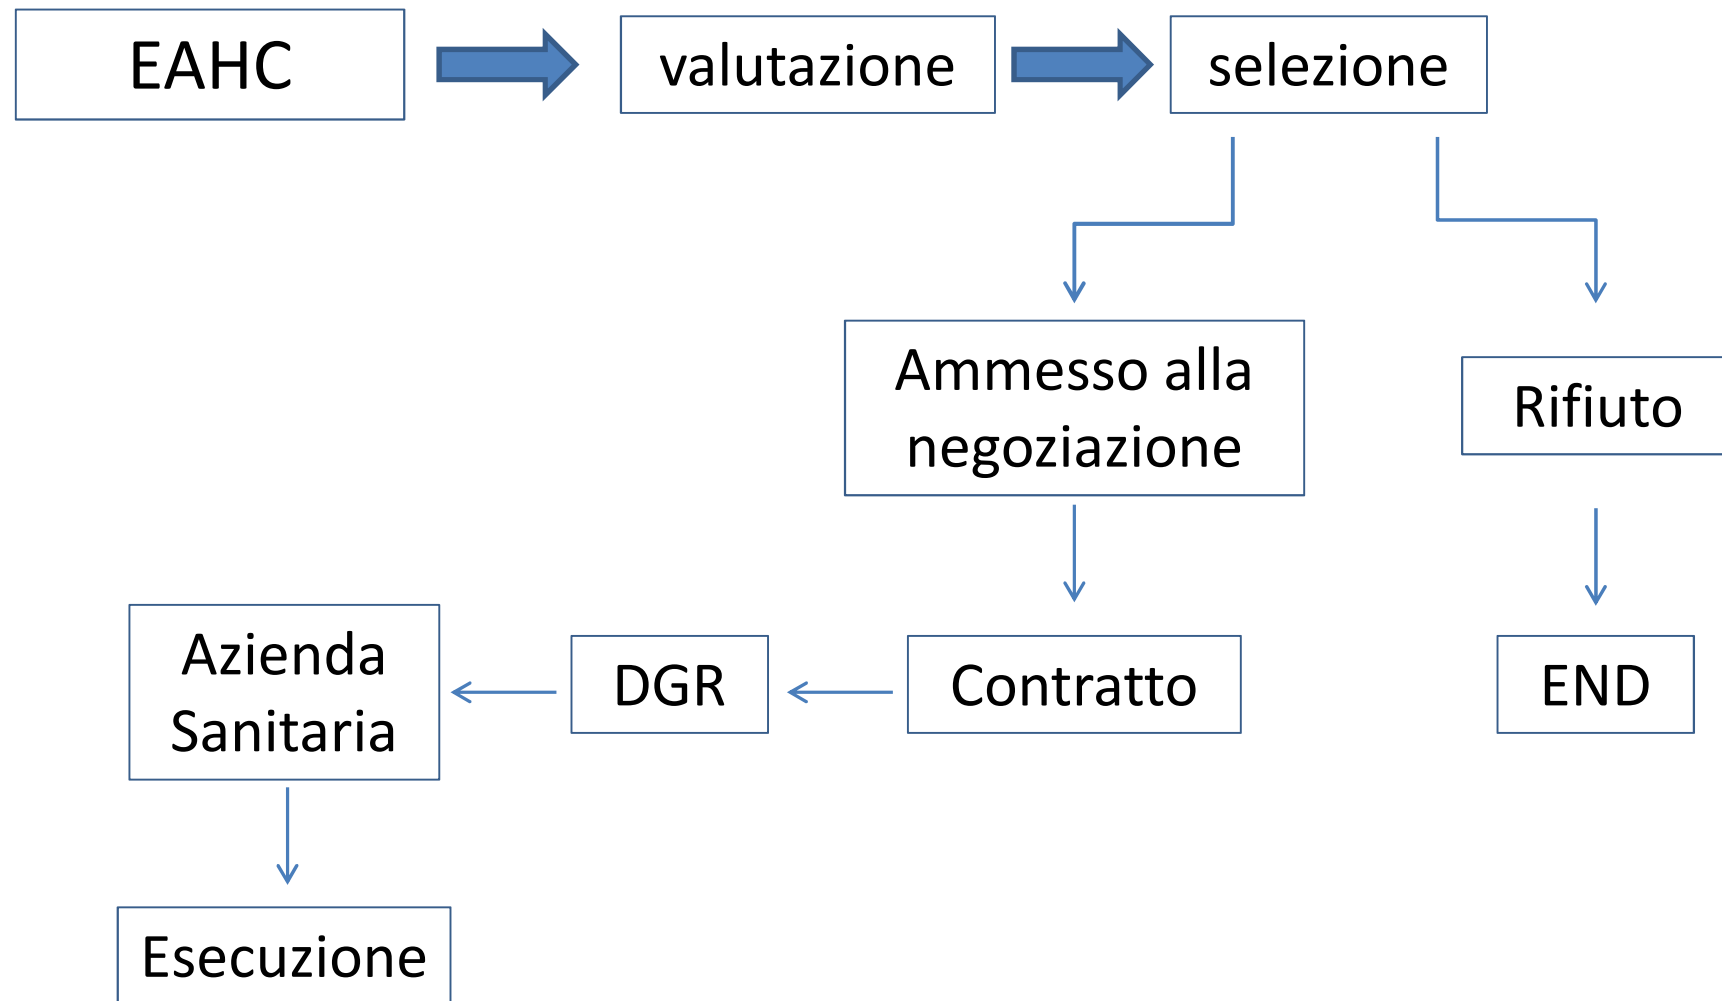 EAHC
valutazione
selezione
Ammesso alla
negoziazione
Rifiuto
Azienda
Sanitaria
DGR
Contratto
END
Esecuzione